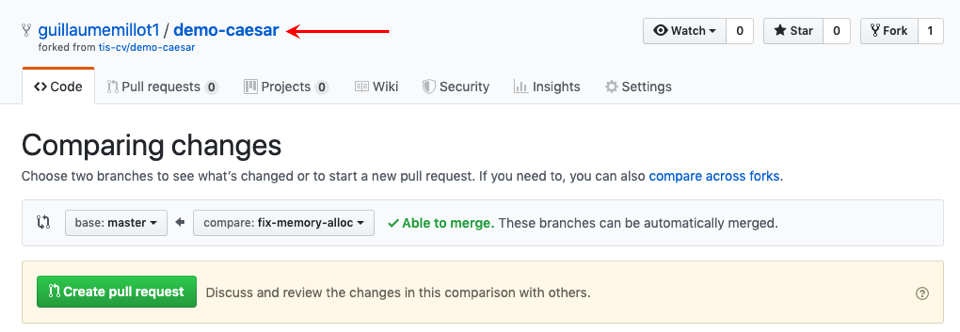 guillaumemillot1 / demo-caesar
Watch 0 Star 0 Fork 1
forked from tis-cv/demo-caesar
Code Pull requests 0 Projects 0 Wiki Security Insights Settings
Comparing changes
Choose two branches to see what's changed or to start a new pull request. If you need to, you can also compare across forks.
base: master compare: fix-memory-alloc Able to merge. These branches can be automatically merged.
Create pull request Discuss and review the changes in this comparison with others. ?